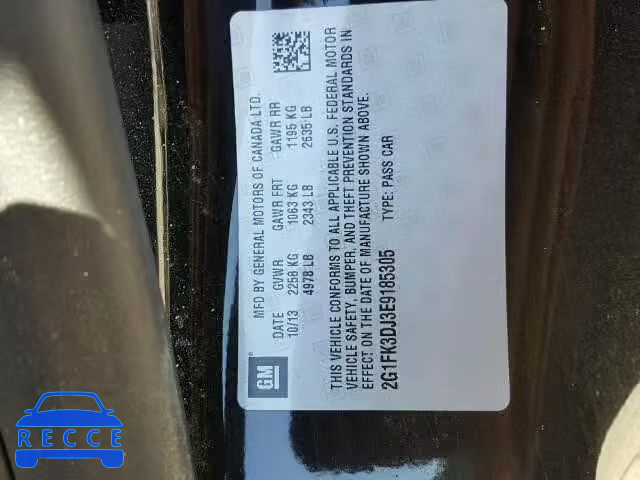 MFD BY GENERAL MOTORS OF CANADA LTD.
DATE GVWR GAWR FRT GAWR RR
10/13 2258 KG 1063 KG 1195 KG
4978 LB 2343 LB 2635 LB
THIS VEHICLE CONFORMS TO ALL APPLICABLE U.S. FEDERAL MOTOR
VEHICLE SAFETY, BUMPER, AND THEFT PREVENTION STANDARDS IN
EFFECT ON THE DATE OF MANUFACTURE SHOWN ABOVE.
2G1FK3DJ3E9185305 TYPE: PASS CAR
GM
RECCE